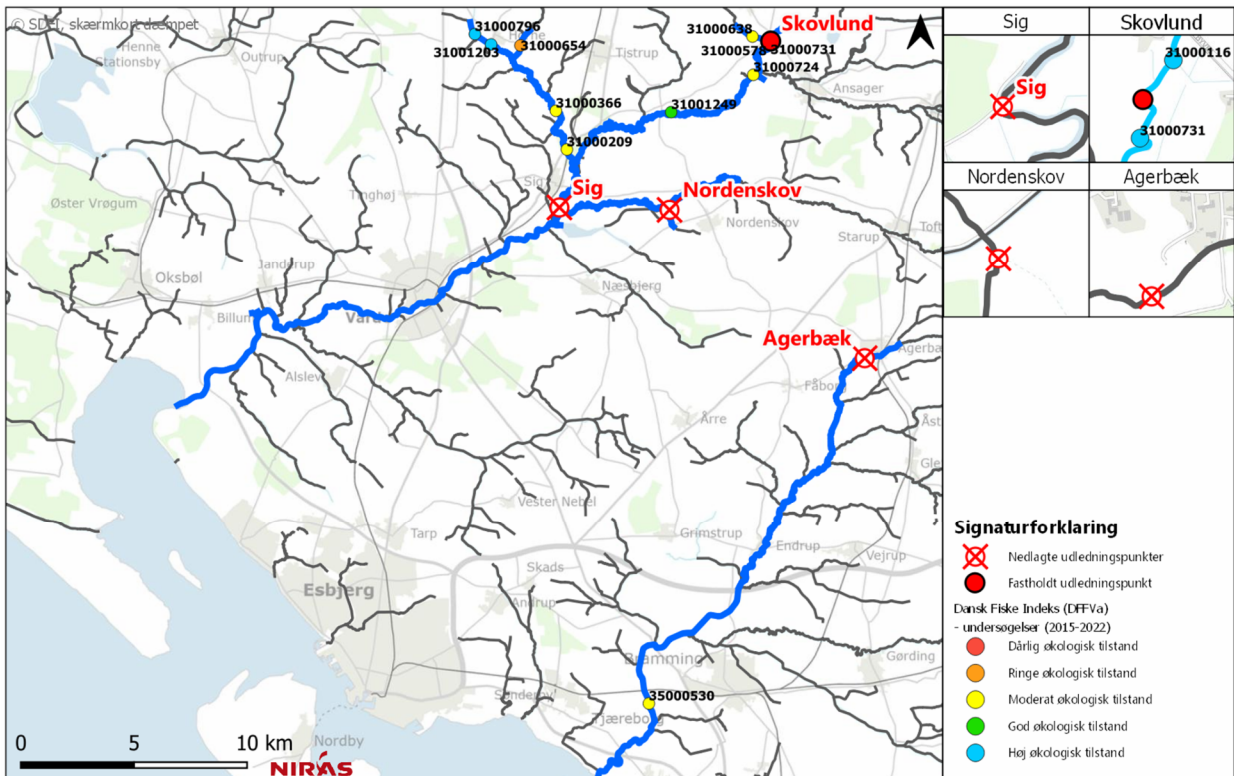 © SDFI, skærmkort dæmpet
Henne
Stationsby
Outrup
31000796
31001203
31000654
Tistrup
31000638
Skovlund
31000578
31000731
31000724
Ansager
31000366
31001249
31000209
Tinghøj
Sig
Sig
Nordenskov
Nordenskov
Øster Vrøgum
Starup
Toft
Oksbøl
Janderup
Næsbjerg
Billum
Agerbæk
Fåborg
Alslev
Årre
Vester Nebel
Tarp
Grimstrup
Endrup
Vejrup
Skads
Esbjerg
Andrup
Bramming
Gørding
35000530
Tjæreborg
Nordby
0 5 10 km
NIRAS
Sig
Sig
Skovlund
31000116
31000731
Nordenskov
Agerbæk
Signaturforklaring
Nedlagte udledningspunkter
Fastholdt udledningspunkt
Dansk Fiske Indeks (DFFVa)
- undersøgelser (2015-2022)
Dårlig økologisk tilstand
Ringe økologisk tilstand
Moderat økologisk tilstand
God økologisk tilstand
Høj økologisk tilstand